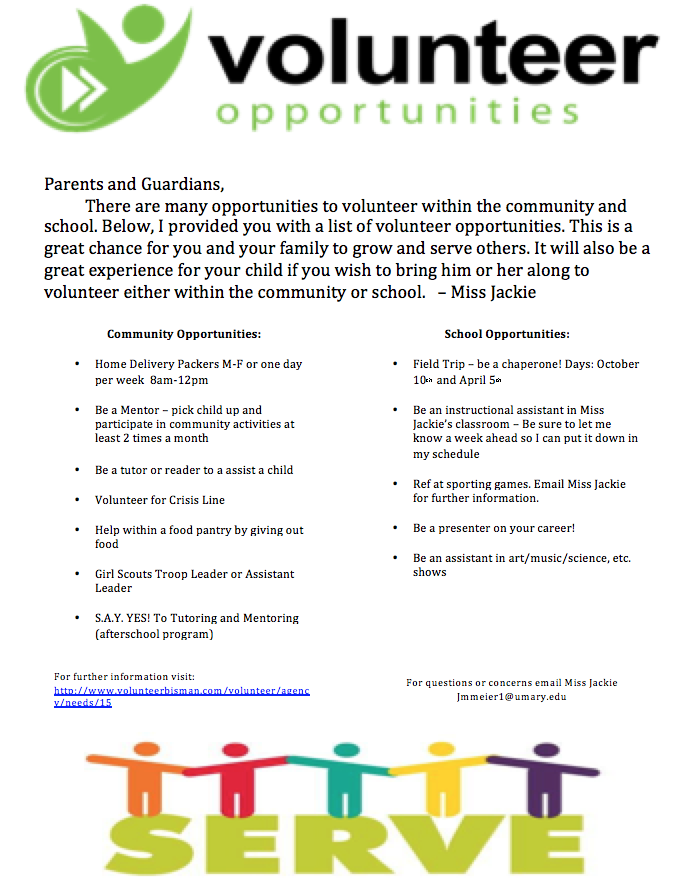 volunteer
opportunities
Parents and Guardians,
There are many opportunities to volunteer within the community and
school. Below, I provided you with a list of volunteer opportunities. This is a
great chance for you and your family to grow and serve others. It will also be a
great experience for your child if you wish to bring him or her along to
volunteer either within the community or school.   – Miss Jackie
Community Opportunities:
• Home Delivery Packers M-F or one day
per week  8am-12pm
• Be a Mentor – pick child up and
participate in community activities at
least 2 times a month
• Be a tutor or reader to a assist a child
• Volunteer for Crisis Line
• Help within a food pantry by giving out
food
• Girl Scouts Troop Leader or Assistant
Leader
• S.A.Y. YES! To Tutoring and Mentoring
(afterschool program)
For further information visit:
http://www.volunteerbisman.com/volunteer/agenc
y/needs/15
School Opportunities:
• Field Trip – be a chaperone! Days: October
10th and April 5th
• Be an instructional assistant in Miss
Jackie's classroom – Be sure to let me
know a week ahead so I can put it down in
my schedule
• Ref at sporting games. Email Miss Jackie
for further information.
• Be a presenter on your career!
• Be an assistant in art/music/science, etc.
shows
For questions or concerns email Miss Jackie
Jmmeier1@umary.edu
SERVE